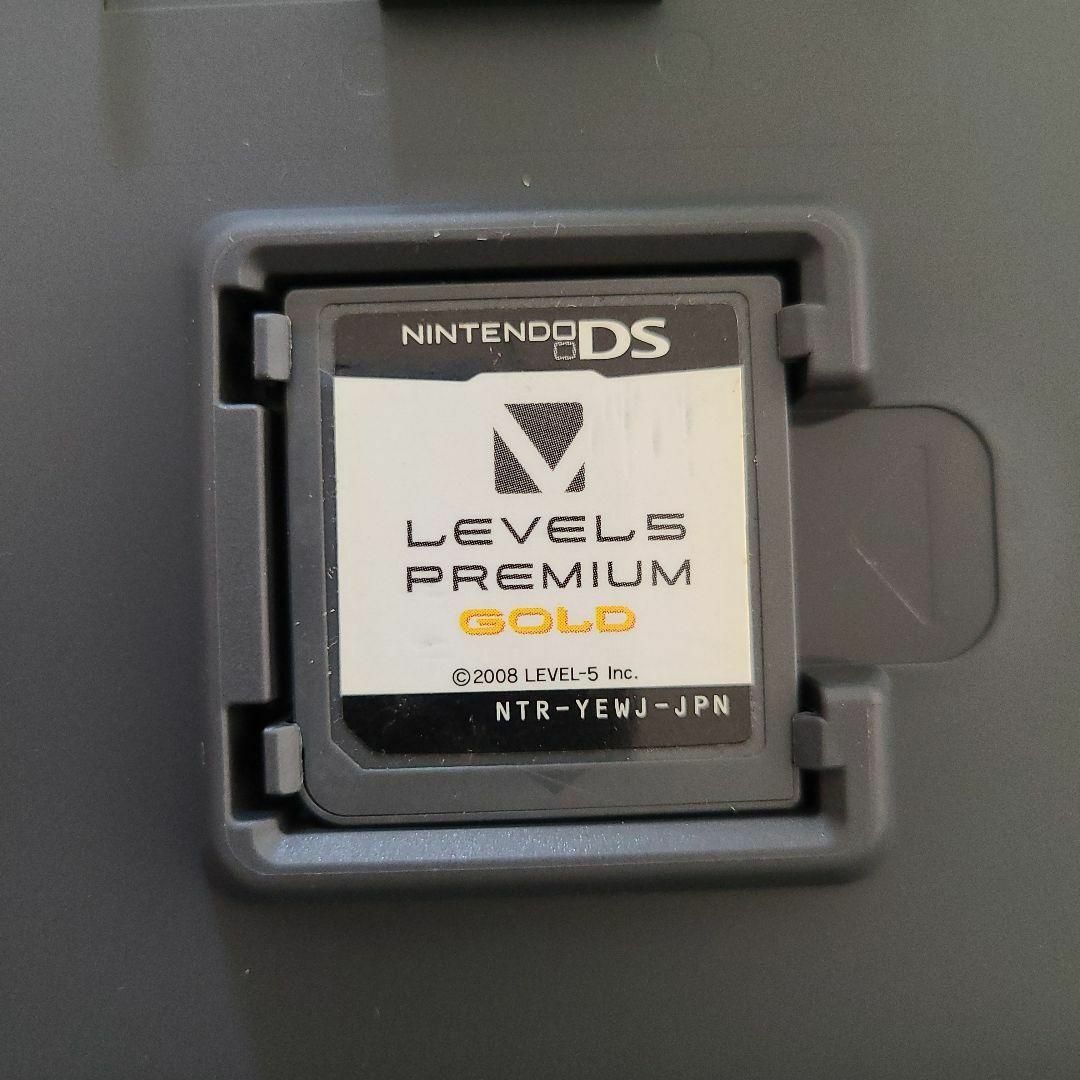 NINTENDO DS
LEVEL5
PREMIUM
GOLD
©2008 LEVEL-5 Inc.
NTR-YEWJ-JPN